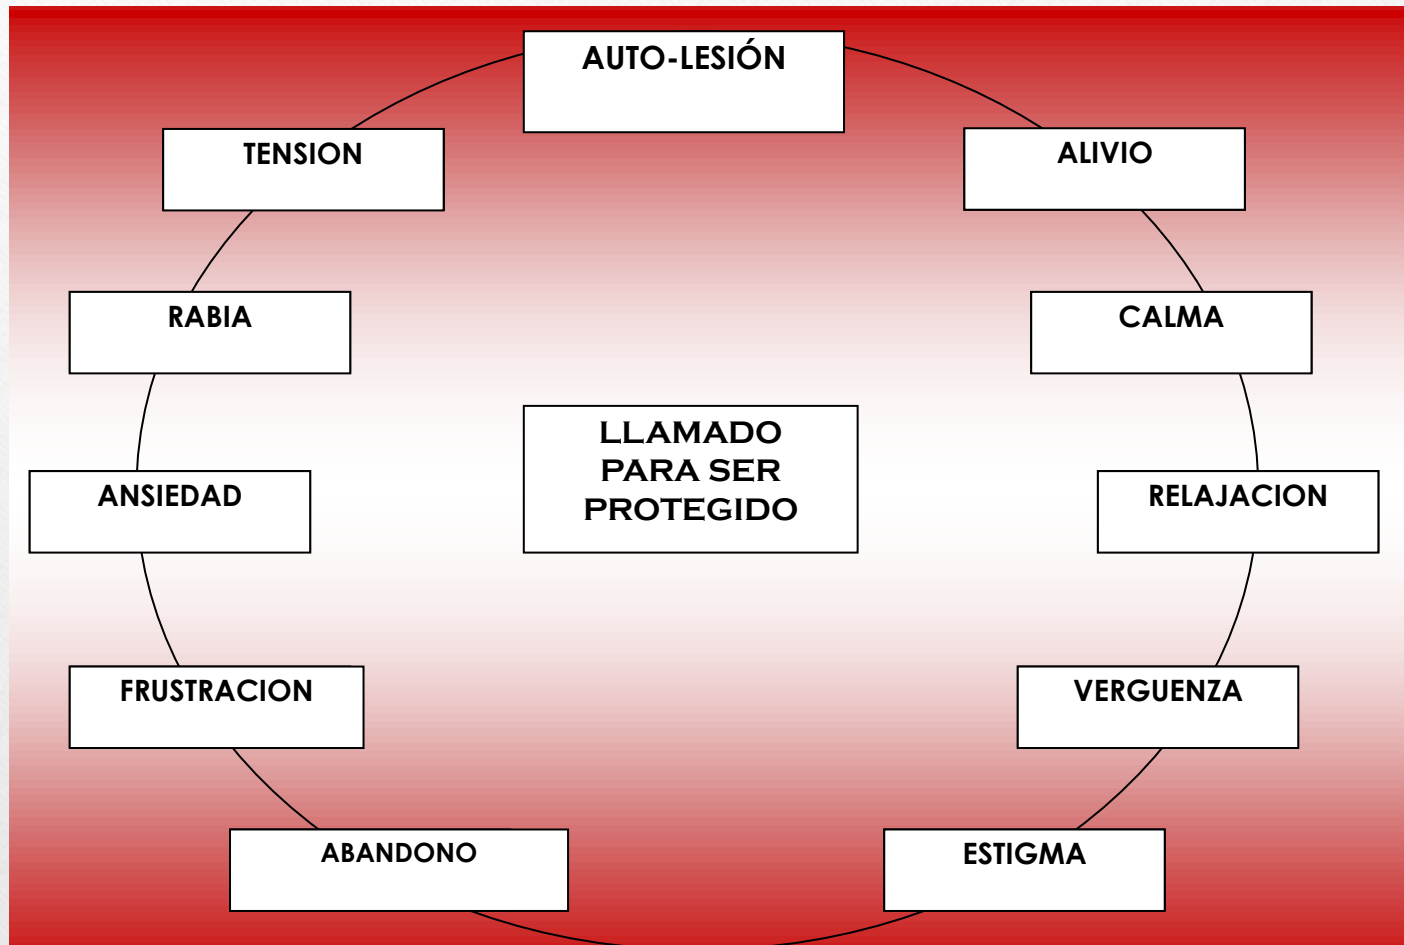 AUTO-LESIÓN
TENSION
ALIVIO
RABIA
CALMA
LLAMADO
PARA SER
PROTEGIDO
ANSIEDAD
RELAJACION
FRUSTRACION
VERGUENZA
ABANDONO
ESTIGMA